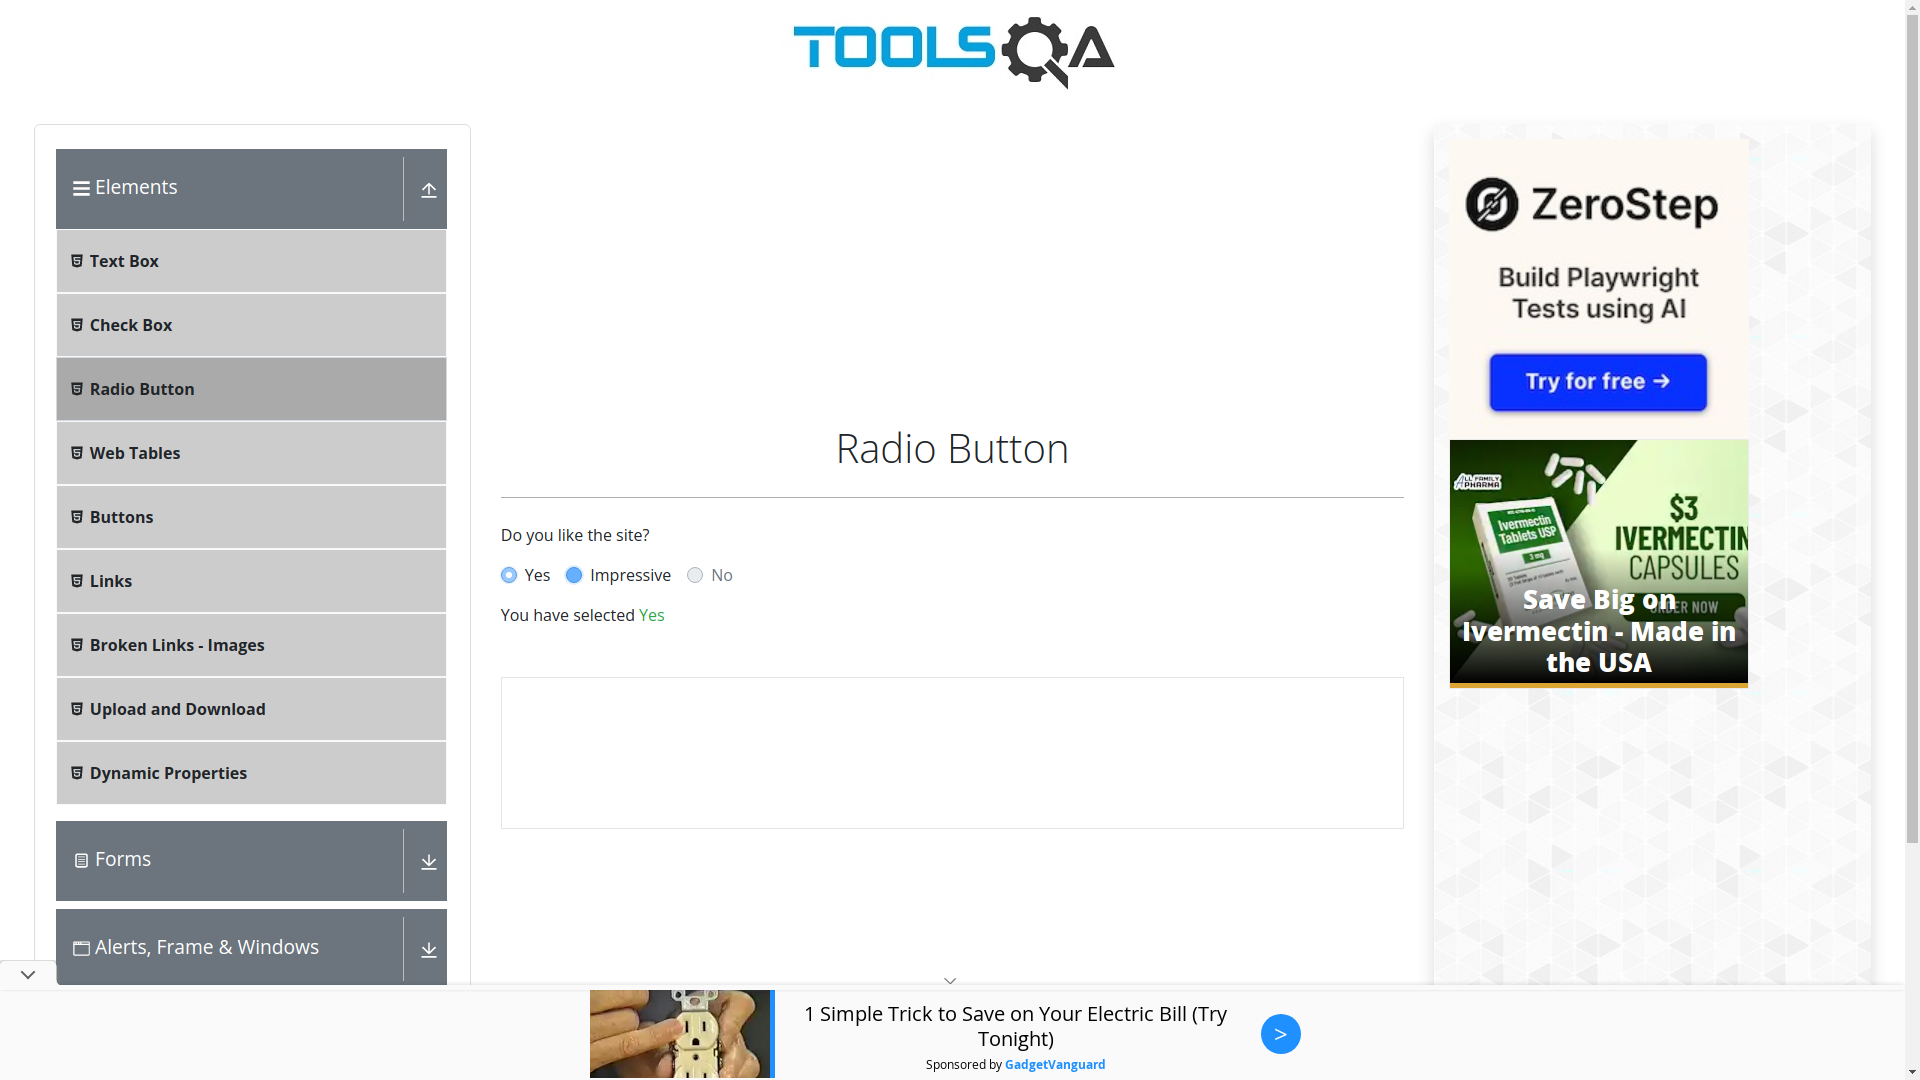 TOOLSQA
Elements
Text Box
Check Box
Radio Button
Web Tables
Buttons
Links
Broken Links - Images
Upload and Download
Dynamic Properties
Forms
Alerts, Frame & Windows
Radio Button
Do you like the site?
Yes
Impressive
No
You have selected Yes
ZeroStep
Build Playwright
Tests using AI
Try for free →
ALL FAMILY
PHARMA
Ivermectin
Tablets USP
3 mg
$3
IVERMECTIN
CAPSULES
ORDER NOW
Save Big on
Ivermectin - Made in
the USA
1 Simple Trick to Save on Your Electric Bill (Try
Tonight)
Sponsored by GadgetVanguard
>